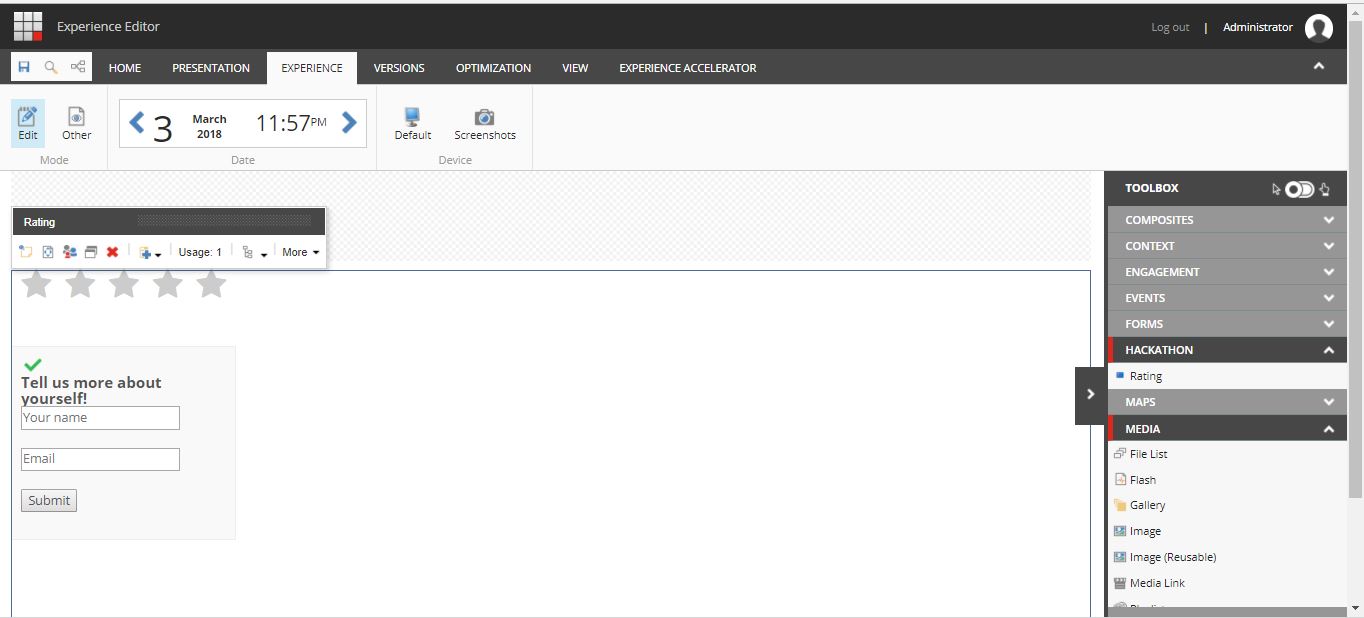 Experience Editor
Log out | Administrator
HOME PRESENTATION EXPERIENCE VERSIONS OPTIMIZATION VIEW EXPERIENCE ACCELERATOR
Edit Other
Mode
3 March 2018 11:57PM
Date
Default Screenshots
Device
Rating
Usage: 1 More
Tell us more about
yourself!
Your name
Email
Submit
TOOLBOX
COMPOSITES
CONTEXT
ENGAGEMENT
EVENTS
FORMS
HACKATHON
Rating
MAPS
MEDIA
File List
Flash
Gallery
Image
Image (Reusable)
Media Link